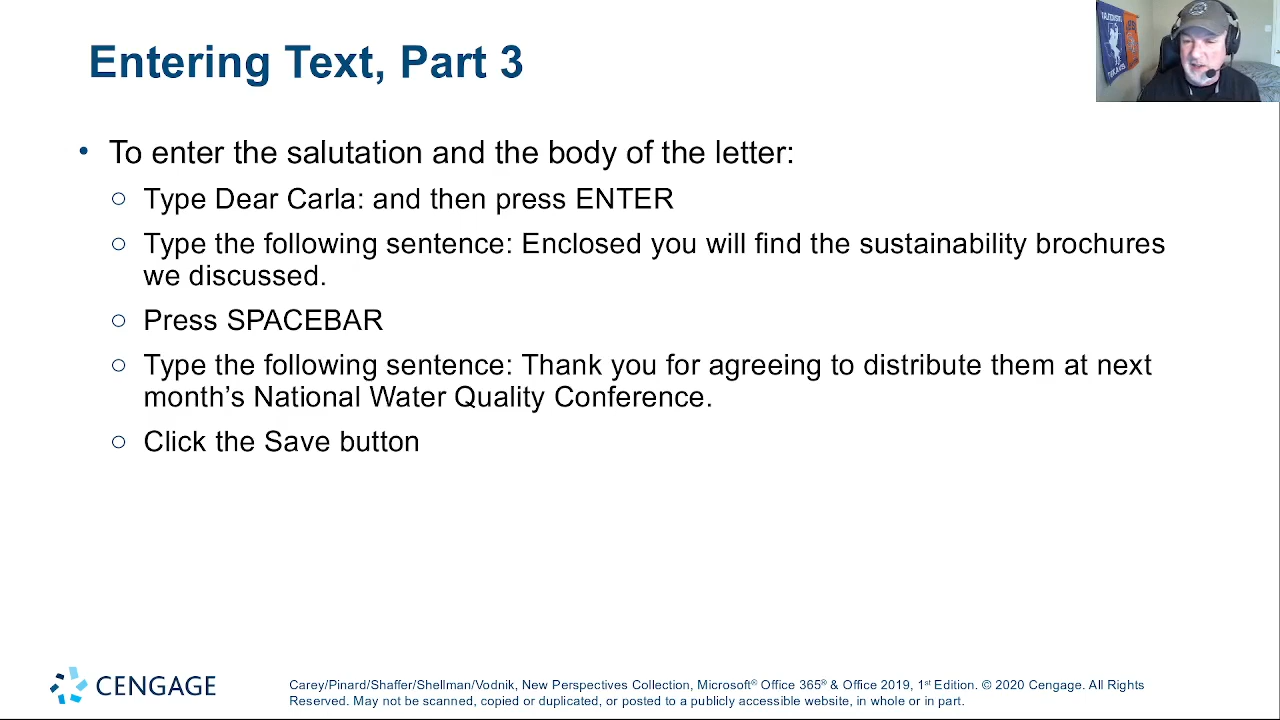 Entering Text, Part 3
• To enter the salutation and the body of the letter:
○ Type Dear Carla: and then press ENTER
○ Type the following sentence: Enclosed you will find the sustainability brochures
we discussed.
○ Press SPACEBAR
○ Type the following sentence: Thank you for agreeing to distribute them at next
month’s National Water Quality Conference.
○ Click the Save button
CENGAGE
Carey/Pinard/Shaffer/Shellman/Vodnik, New Perspectives Collection, Microsoft® Office 365® & Office 2019, 1st Edition. © 2020 Cengage. All Rights
Reserved. May not be scanned, copied or duplicated, or posted to a publicly accessible website, in whole or in part.